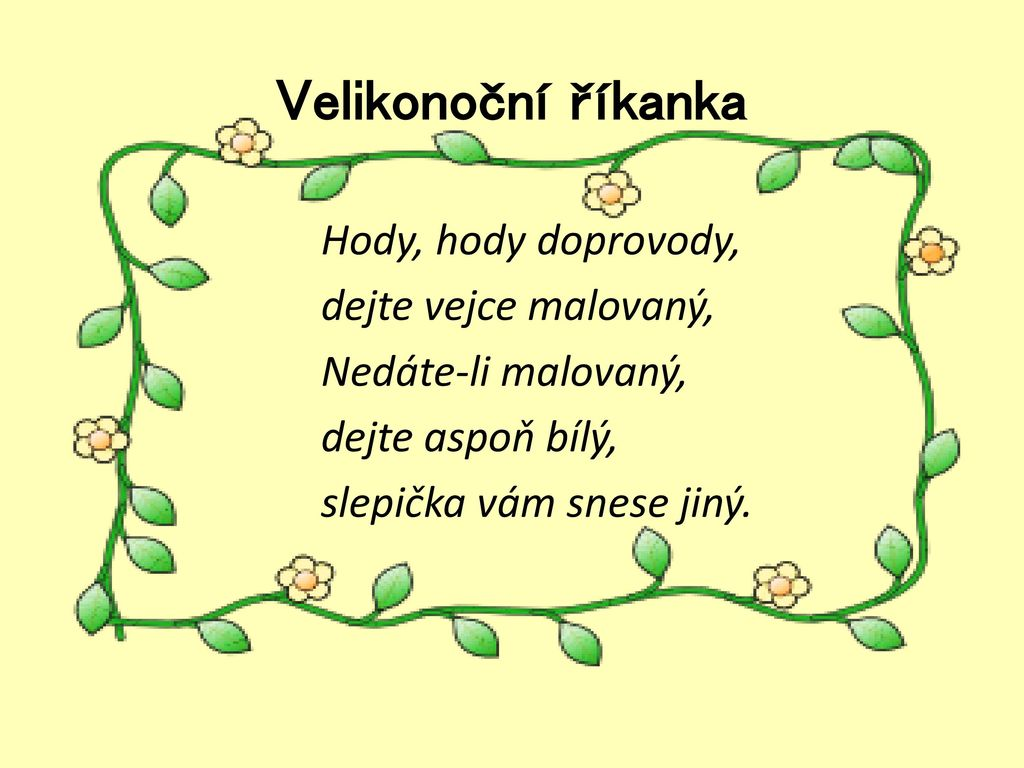 Velikonoční říkanka
Hody, hody doprovody,
dejte vejce malovaný,
Nedáte-li malovaný,
dejte aspoň bílý,
slepička vám snese jiný.